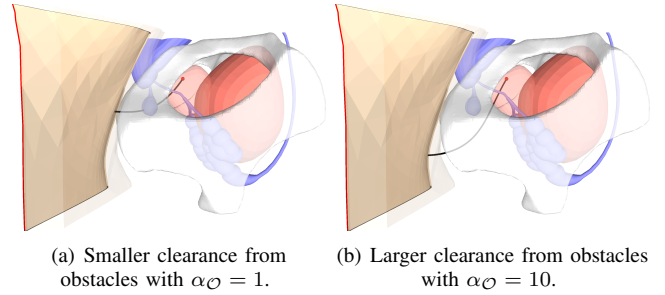 (a) Smaller clearance from
obstacles with α𝒪 = 1.
(b) Larger clearance from obstacles
with α𝒪 = 10.